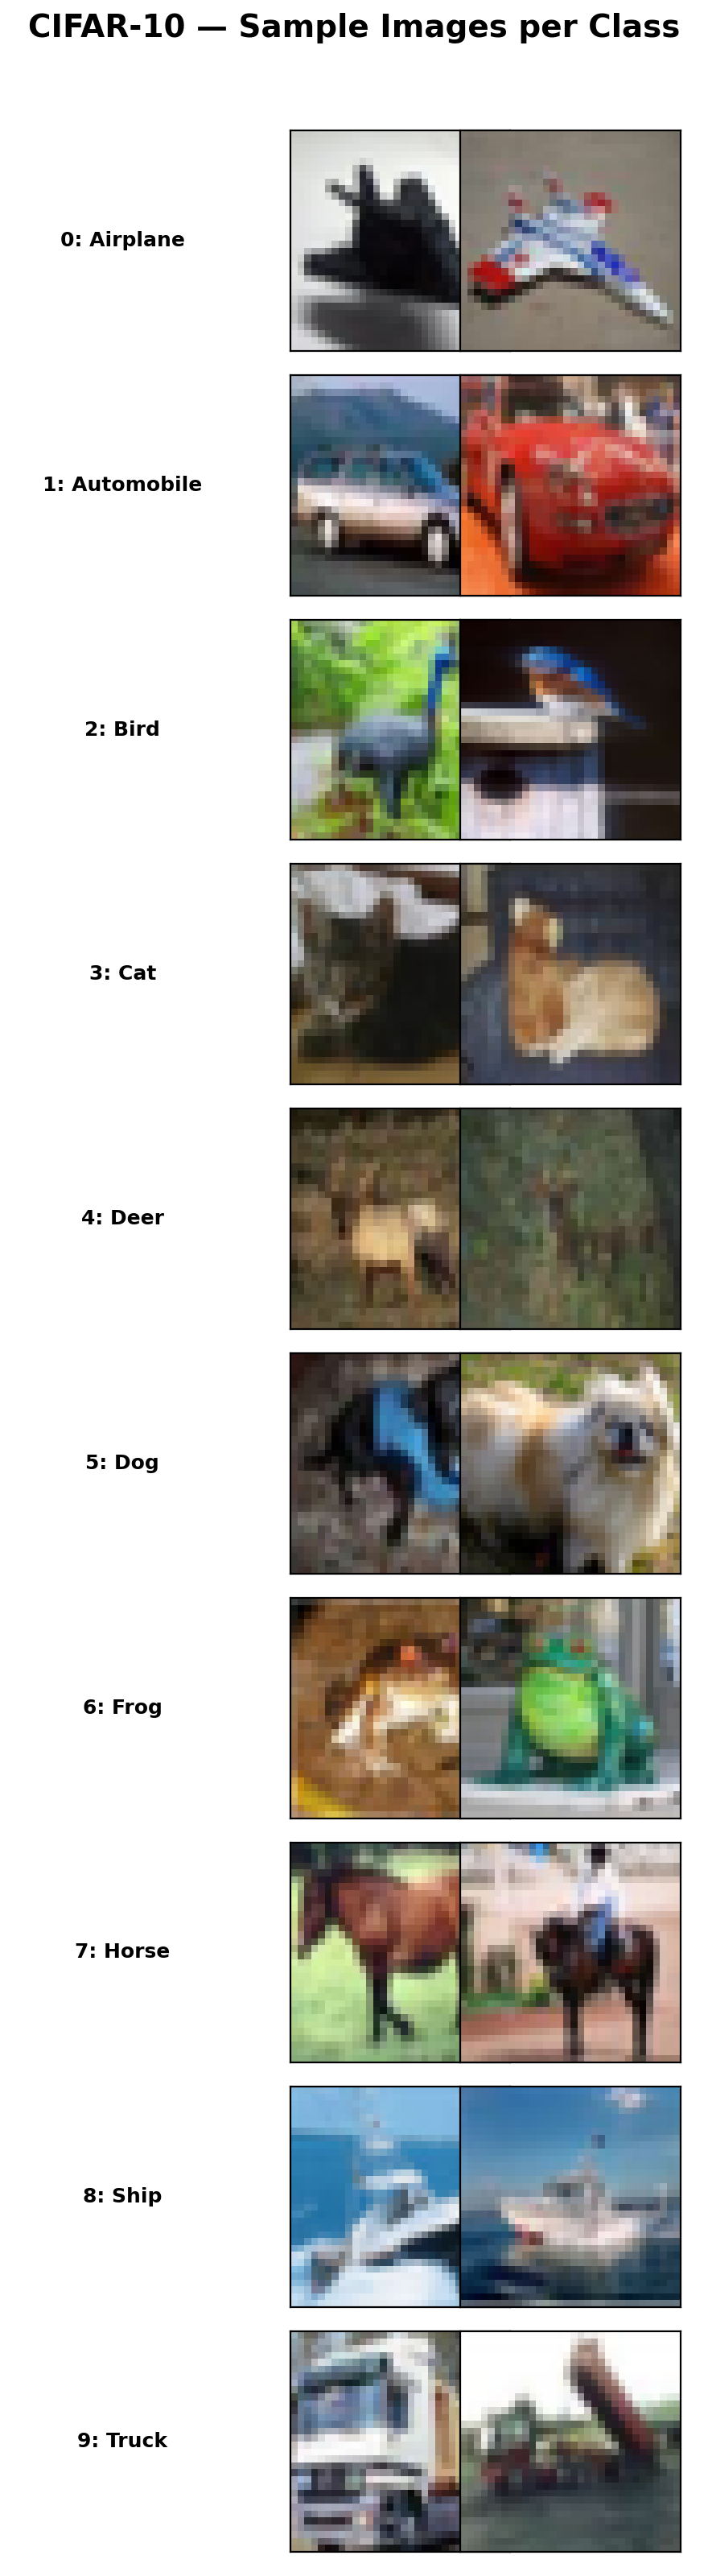 CIFAR-10 — Sample Images per Class
0: Airplane
1: Automobile
2: Bird
3: Cat
4: Deer
5: Dog
6: Frog
7: Horse
8: Ship
9: Truck